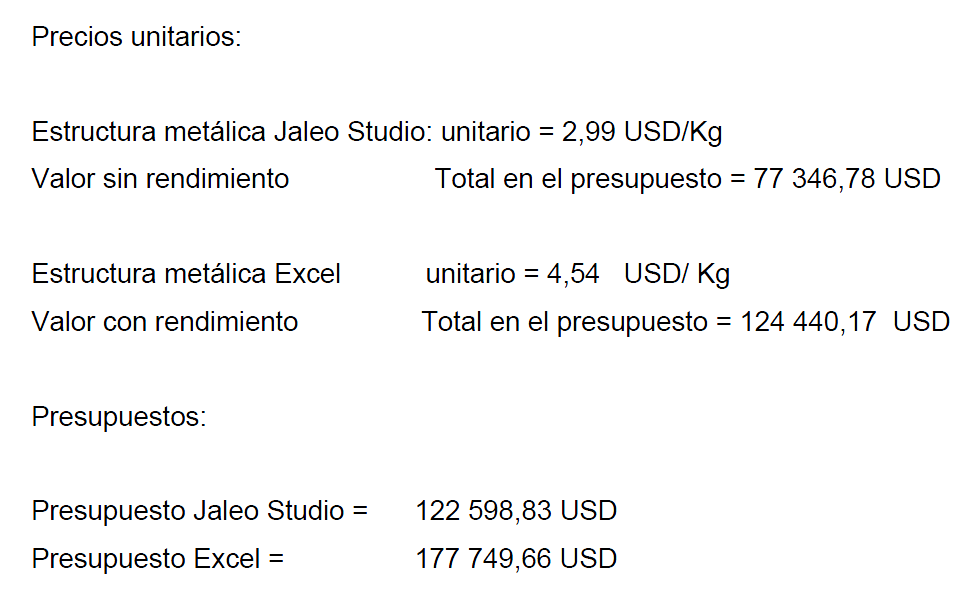 Precios unitarios:
Estructura metálica Jaleo Studio: unitario = 2,99 USD/Kg
Valor sin rendimiento Total en el presupuesto = 77 346,78 USD
Estructura metálica Excel unitario = 4,54 USD/ Kg
Valor con rendimiento Total en el presupuesto = 124 440,17 USD
Presupuestos:
Presupuesto Jaleo Studio = 122 598,83 USD
Presupuesto Excel = 177 749,66 USD